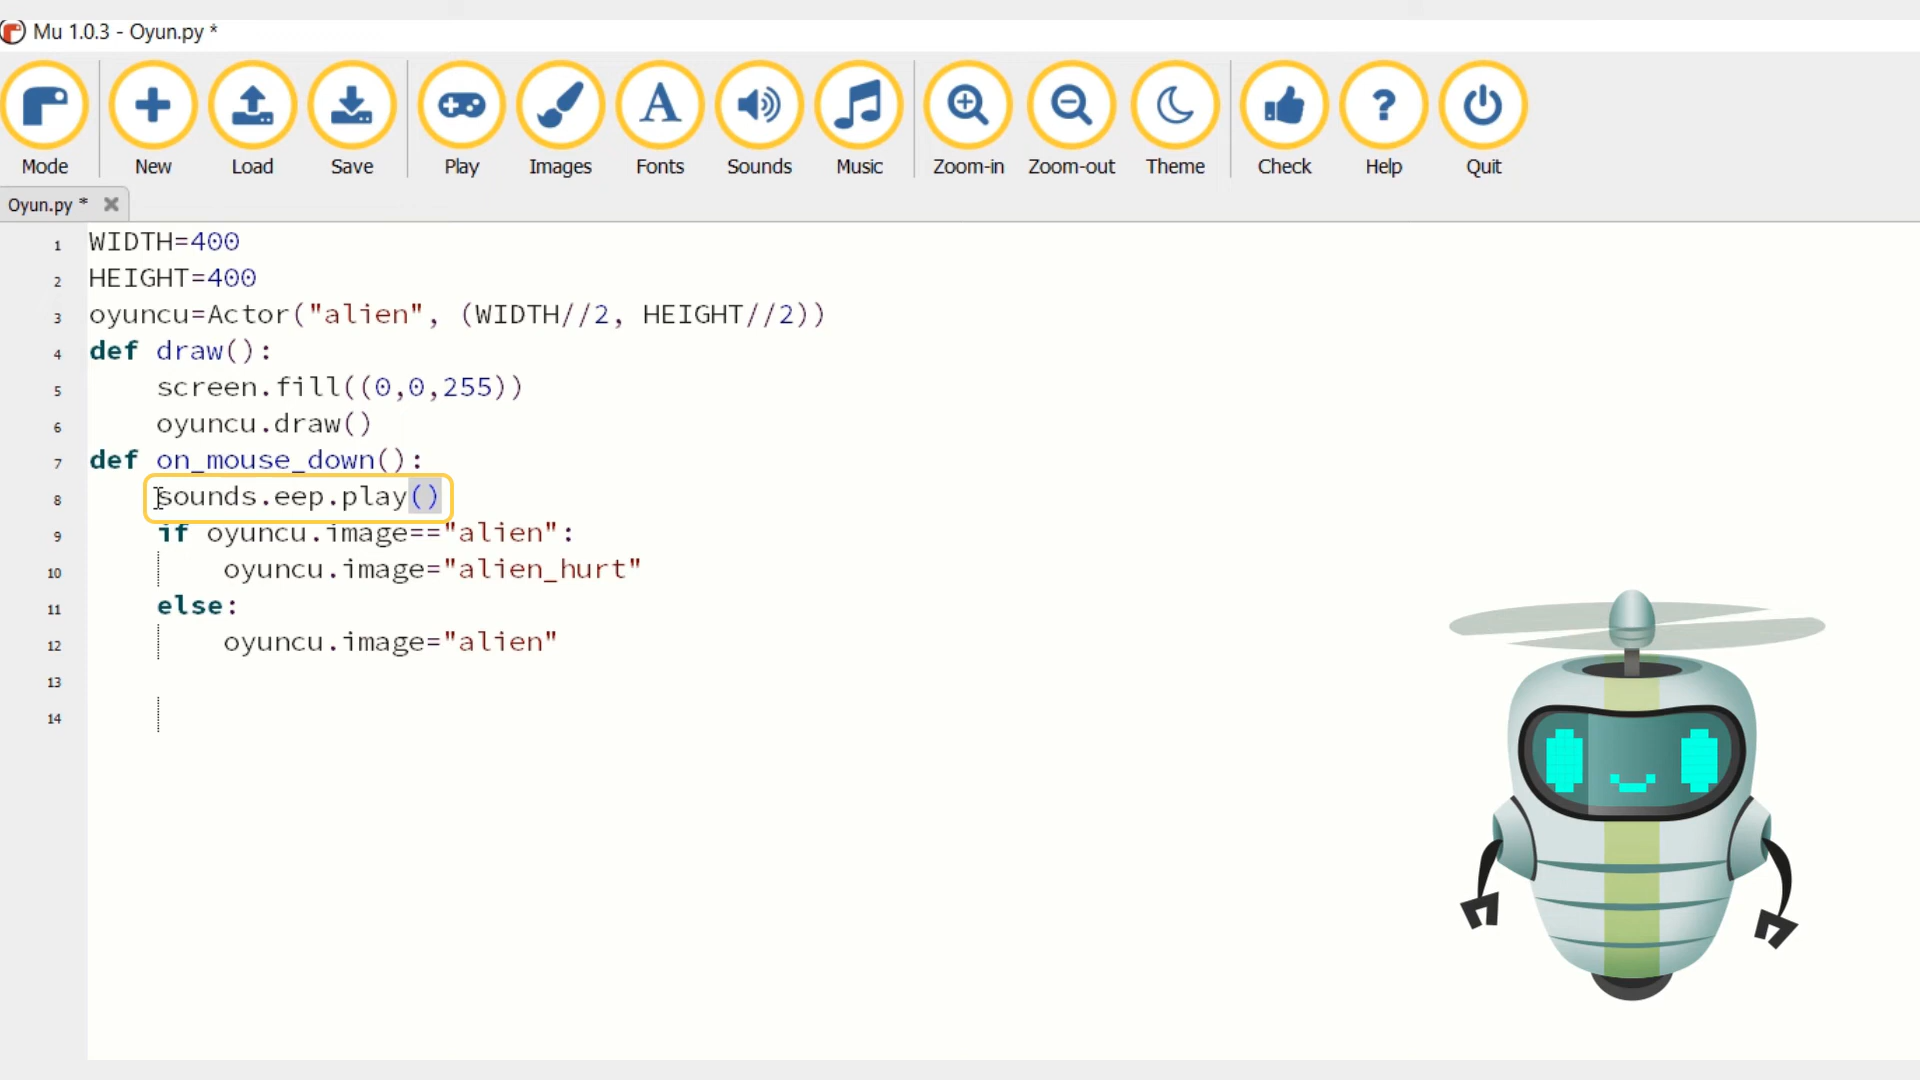 Mu 1.0.3 - Oyun.py *
Mode New Load Save Play Images Fonts Sounds Music Zoom-in Zoom-out Theme Check Help Quit
Oyun.py *
1 WIDTH=400
2 HEIGHT=400
3 oyuncu=Actor("alien", (WIDTH//2, HEIGHT//2))
4 def draw():
5 screen.fill((0,0,255))
6 oyuncu.draw()
7 def on_mouse_down():
8 sounds.eep.play()
9 if oyuncu.image=="alien":
10 oyuncu.image="alien_hurt"
11 else:
12 oyuncu.image="alien"
13
14